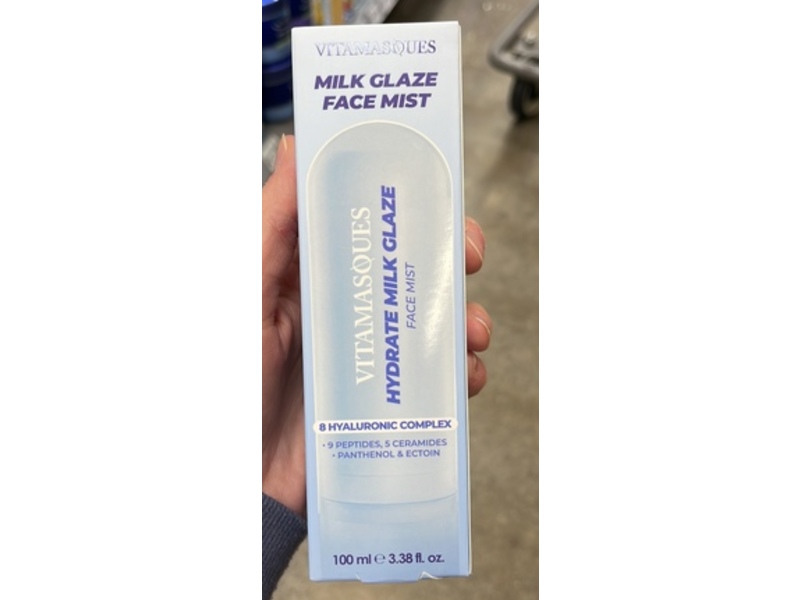 VITAMASQUES
MILK GLAZE
FACE MIST
VITAMASQUES
HYDRATE MILK GLAZE
FACE MIST
8 HYALURONIC COMPLEX
• 9 PEPTIDES, 5 CERAMIDES
• PANTHENOL & ECTOIN
100 ml ℮ 3.38 fl. oz.